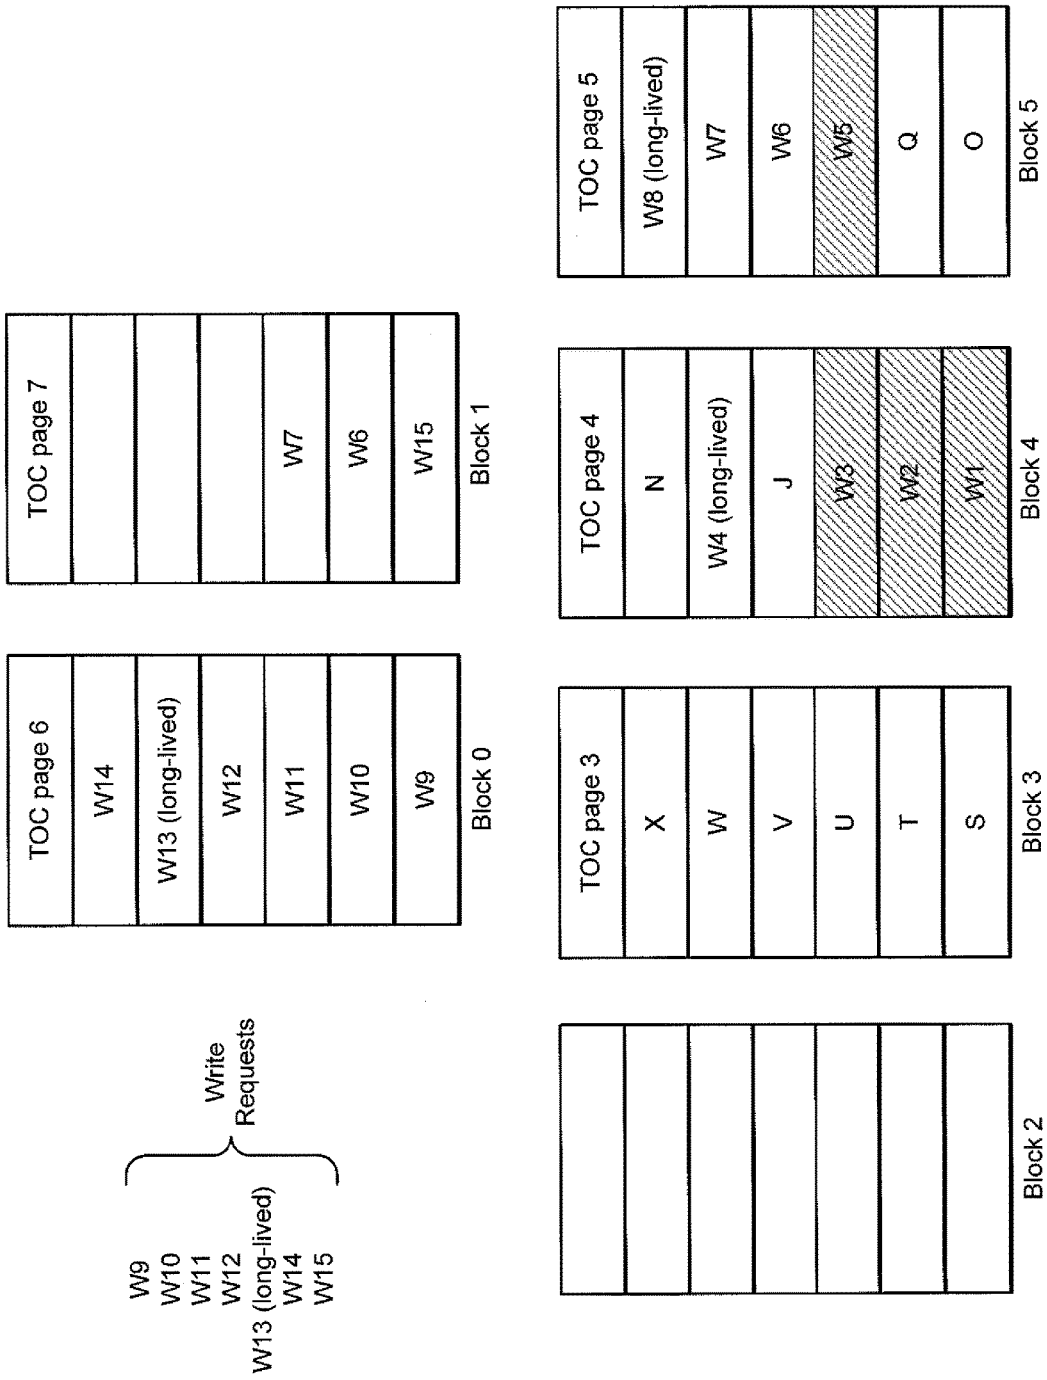 W9
W10
W11
W12
W13 (long-lived)
W14
W15
Write
Requests
TOC page 6
W14
W13 (long-lived)
W12
W11
W10
W9
Block 0
TOC page 7
W7
W6
W15
Block 1
Block 2
TOC page 3
X
W
V
U
T
S
Block 3
TOC page 4
N
W4 (long-lived)
J
W3
W2
W1
Block 4
TOC page 5
W8 (long-lived)
W7
W6
W5
Q
O
Block 5